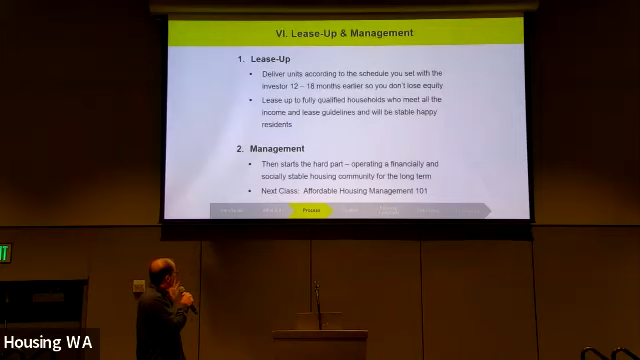 VI. Lease-Up & Management
1. Lease-Up
• Deliver units according to the schedule you set with the
investor 12 – 18 months earlier so you don't lose equity
• Lease up to fully qualified households who meet all the
income and lease guidelines and will be stable happy
residents
2. Management
• Then starts the hard part – operating a financially and
socially stable housing community for the long term
• Next Class: Affordable Housing Management 101
Process
Housing WA